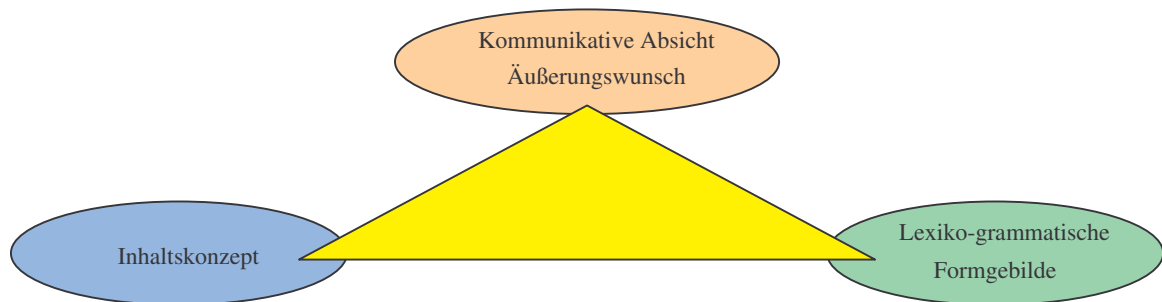 Kommunikative Absicht
Äußerungswunsch
Inhaltskonzept
Lexiko-grammatische
Formgebilde